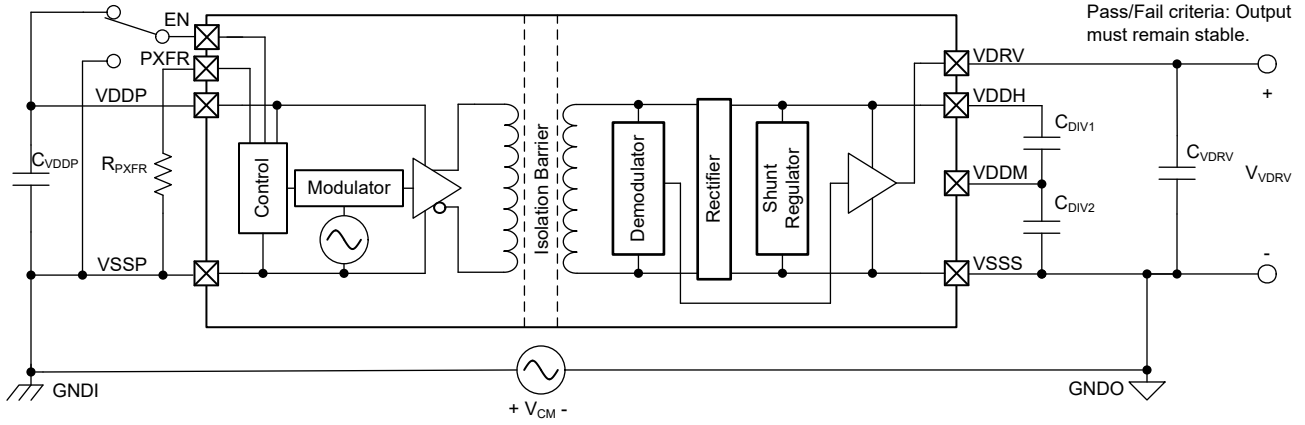 Pass/Fail criteria: Output
must remain stable.
EN
PXFR
VDDP
CVDDP
RPXFR
VSSP
Control
Modulator
Isolation Barrier
Demodulator
Rectifier
Shunt
Regulator
VDRV
VDDH
CDIV1
VDDM
CDIV2
CVDRV
+
VVDRV
-
VSSS
GNDI
+ VCM -
GNDO